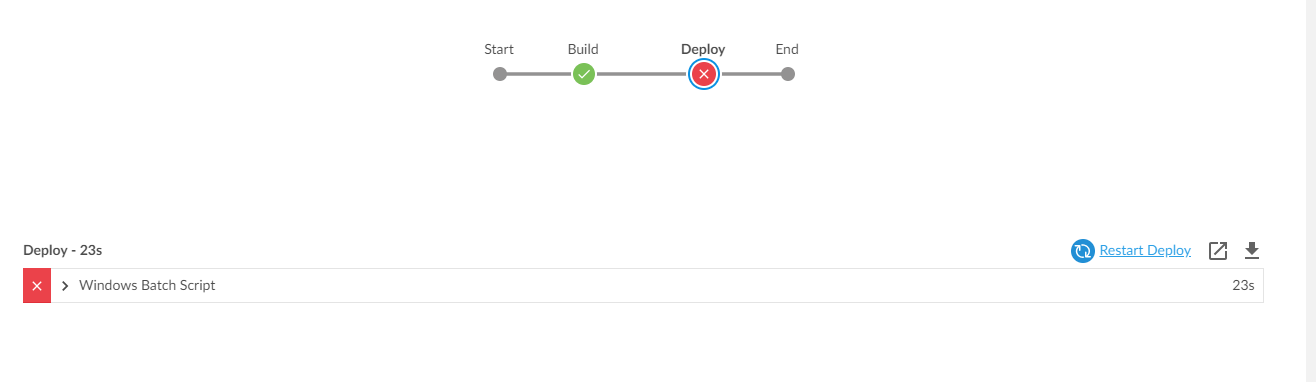 Start Build Deploy End
Deploy - 23s Restart Deploy
Windows Batch Script 23s